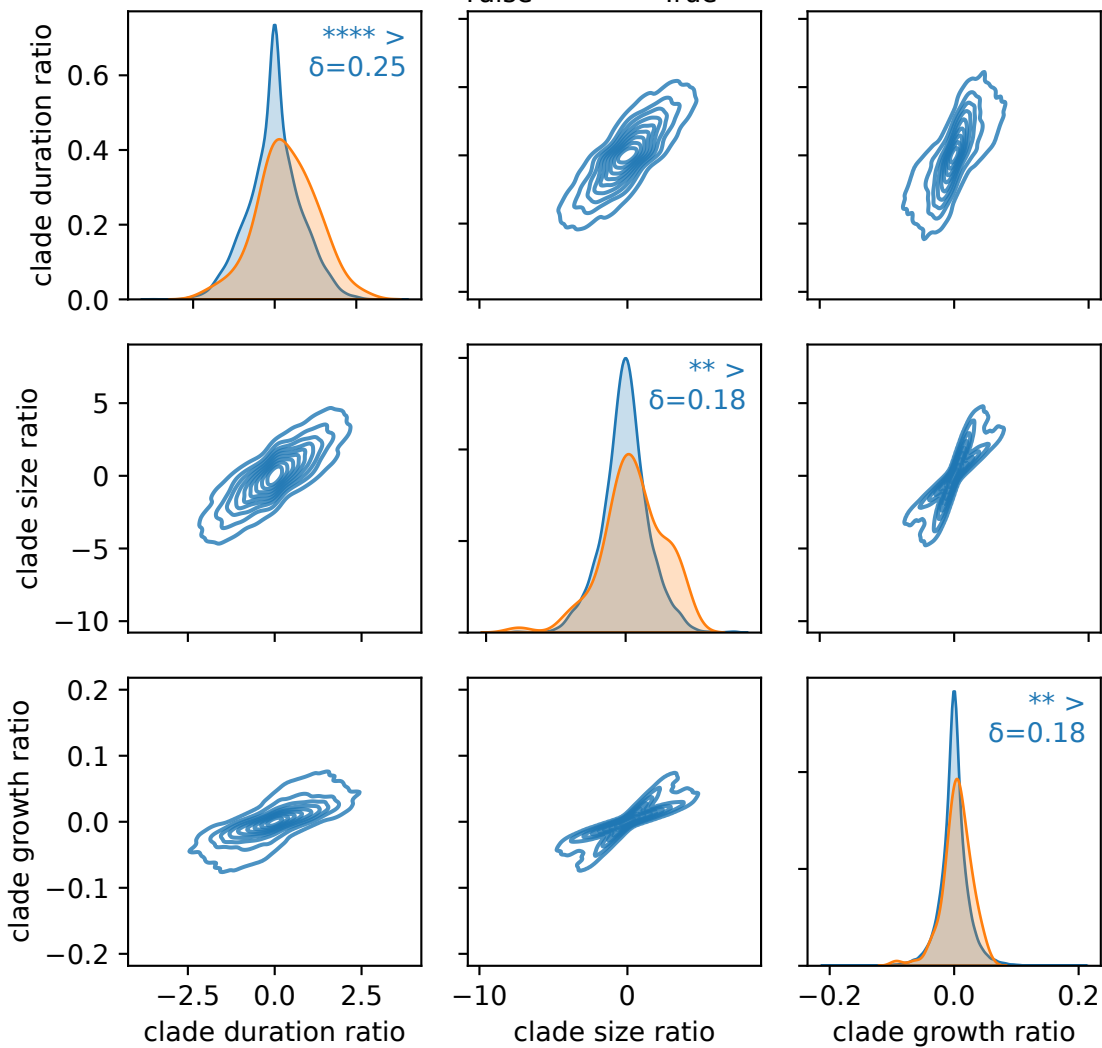 False True
clade duration ratio
0.6
0.4
0.2
0.0
**** >
δ=0.25
clade size ratio
5
0
−5
−10
** >
δ=0.18
clade growth ratio
0.2
0.1
0.0
−0.1
−0.2
** >
δ=0.18
−2.5 0.0 2.5
−10 0
−0.2 0.0 0.2
clade duration ratio
clade size ratio
clade growth ratio